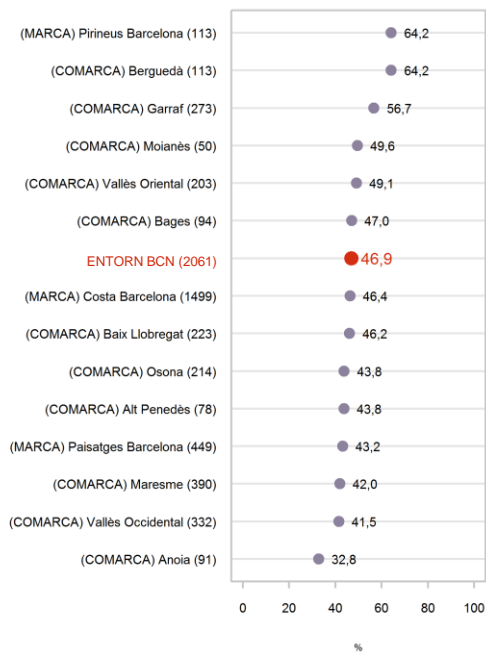 (MARCA) Pirineus Barcelona (113) 64,2
(COMARCA) Berguedà (113) 64,2
(COMARCA) Garraf (273) 56,7
(COMARCA) Moianès (50) 49,6
(COMARCA) Vallès Oriental (203) 49,1
(COMARCA) Bages (94) 47,0
ENTORN BCN (2061) 46,9
(MARCA) Costa Barcelona (1499) 46,4
(COMARCA) Baix Llobregat (223) 46,2
(COMARCA) Osona (214) 43,8
(COMARCA) Alt Penedès (78) 43,8
(MARCA) Paisatges Barcelona (449) 43,2
(COMARCA) Maresme (390) 42,0
(COMARCA) Vallès Occidental (332) 41,5
(COMARCA) Anoia (91) 32,8
0 20 40 60 80 100
%